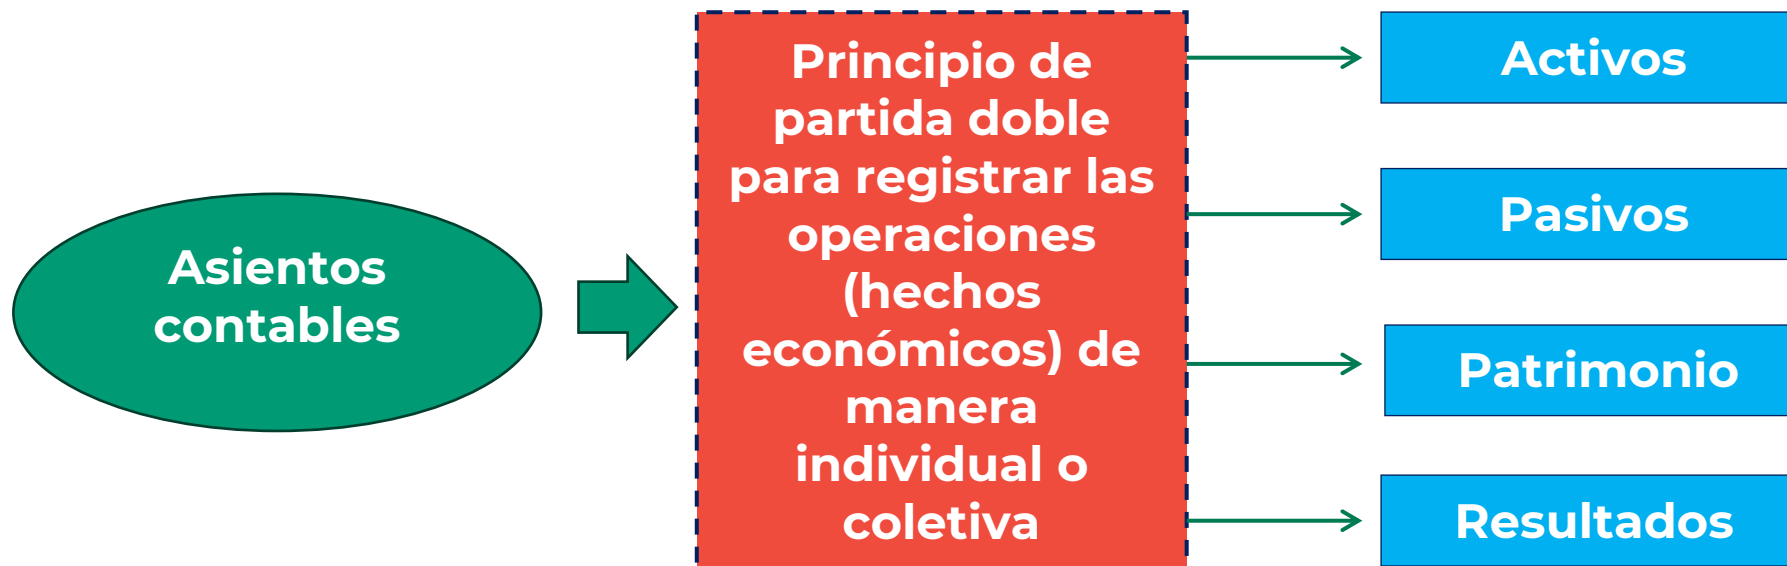 Asientos
contables
Principio de
partida doble
para registrar las
operaciones
(hechos
económicos) de
manera
individual o
coletiva
Activos
Pasivos
Patrimonio
Resultados